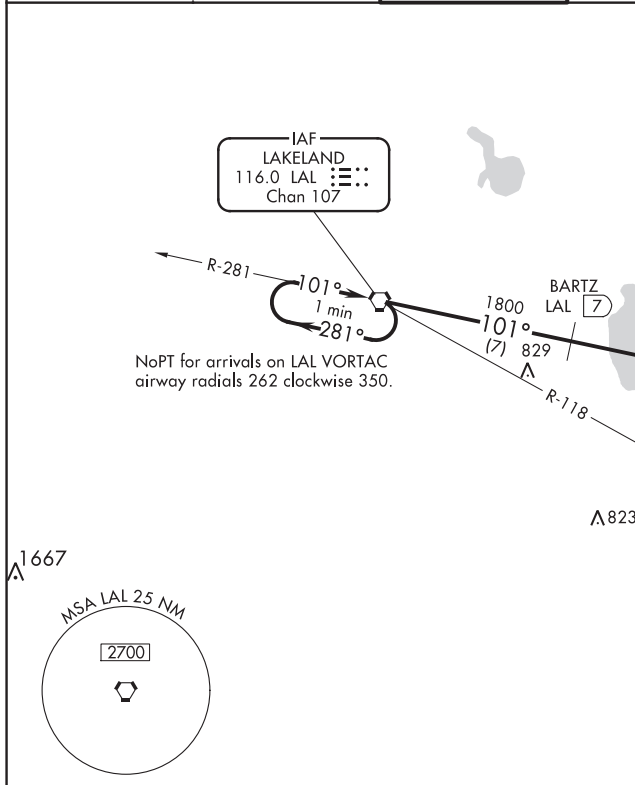 IAF
LAKELAND
116.0 LAL
Chan 107
R-281
101°
1 min
281°
NoPT for arrivals on LAL VORTAC
airway radials 262 clockwise 350.
1800
101°
(7)
829
BARTZ
LAL 7
R-118
823
1667
MSA LAL 25 NM
2700